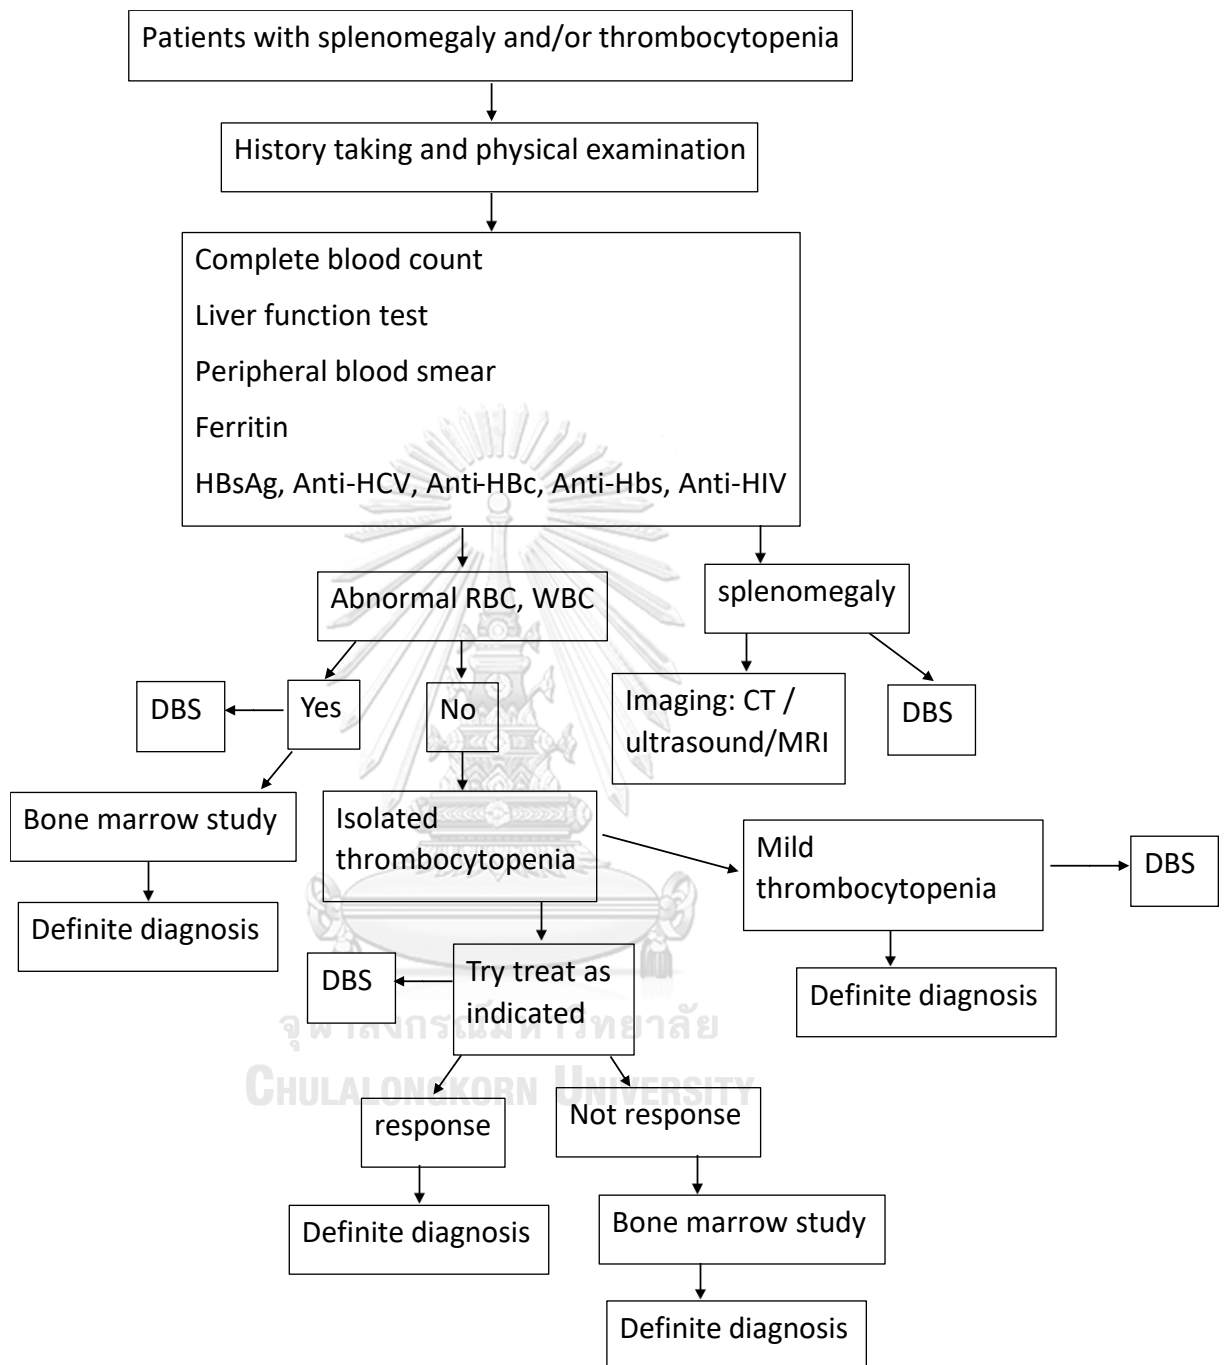 Patients with splenomegaly and/or thrombocytopenia
History taking and physical examination
Complete blood count
Liver function test
Peripheral blood smear
Ferritin
HBsAg, Anti-HCV, Anti-HBc, Anti-Hbs, Anti-HIV
Abnormal RBC, WBC
splenomegaly
DBS
Yes
No
Imaging: CT /
ultrasound/MRI
DBS
Bone marrow study
Isolated
thrombocytopenia
Mild
thrombocytopenia
DBS
Definite diagnosis
DBS
Try treat as
indicated
Definite diagnosis
จุฬาลงกรณ์มหาวิทยาลัย
CHULALONGKORN UNIVERSITY
response
Not response
Definite diagnosis
Bone marrow study
Definite diagnosis